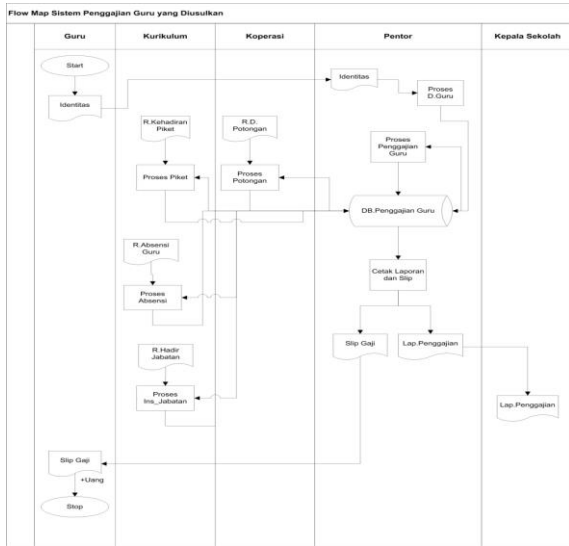 Flow Map Sistem Penggajian Guru yang Diusulkan
Guru
Kurikulum
Koperasi
Pentor
Kepala Sekolah
Start
Identitas
Identitas
Proses
D.Guru
R.Kehadiran
Piket
R.D.
Potongan
Proses
Penggajian
Guru
Proses Piket
Proses
Potongan
DB.Penggajian Guru
R.Absensi
Guru
Cetak Laporan
dan Slip
Proses
Absensi
R.Hadir
Jabatan
Slip Gaji
Lap.Penggajian
Proses
Ins_Jabatan
Lap.Penggajian
Slip Gaji
+Uang
Stop